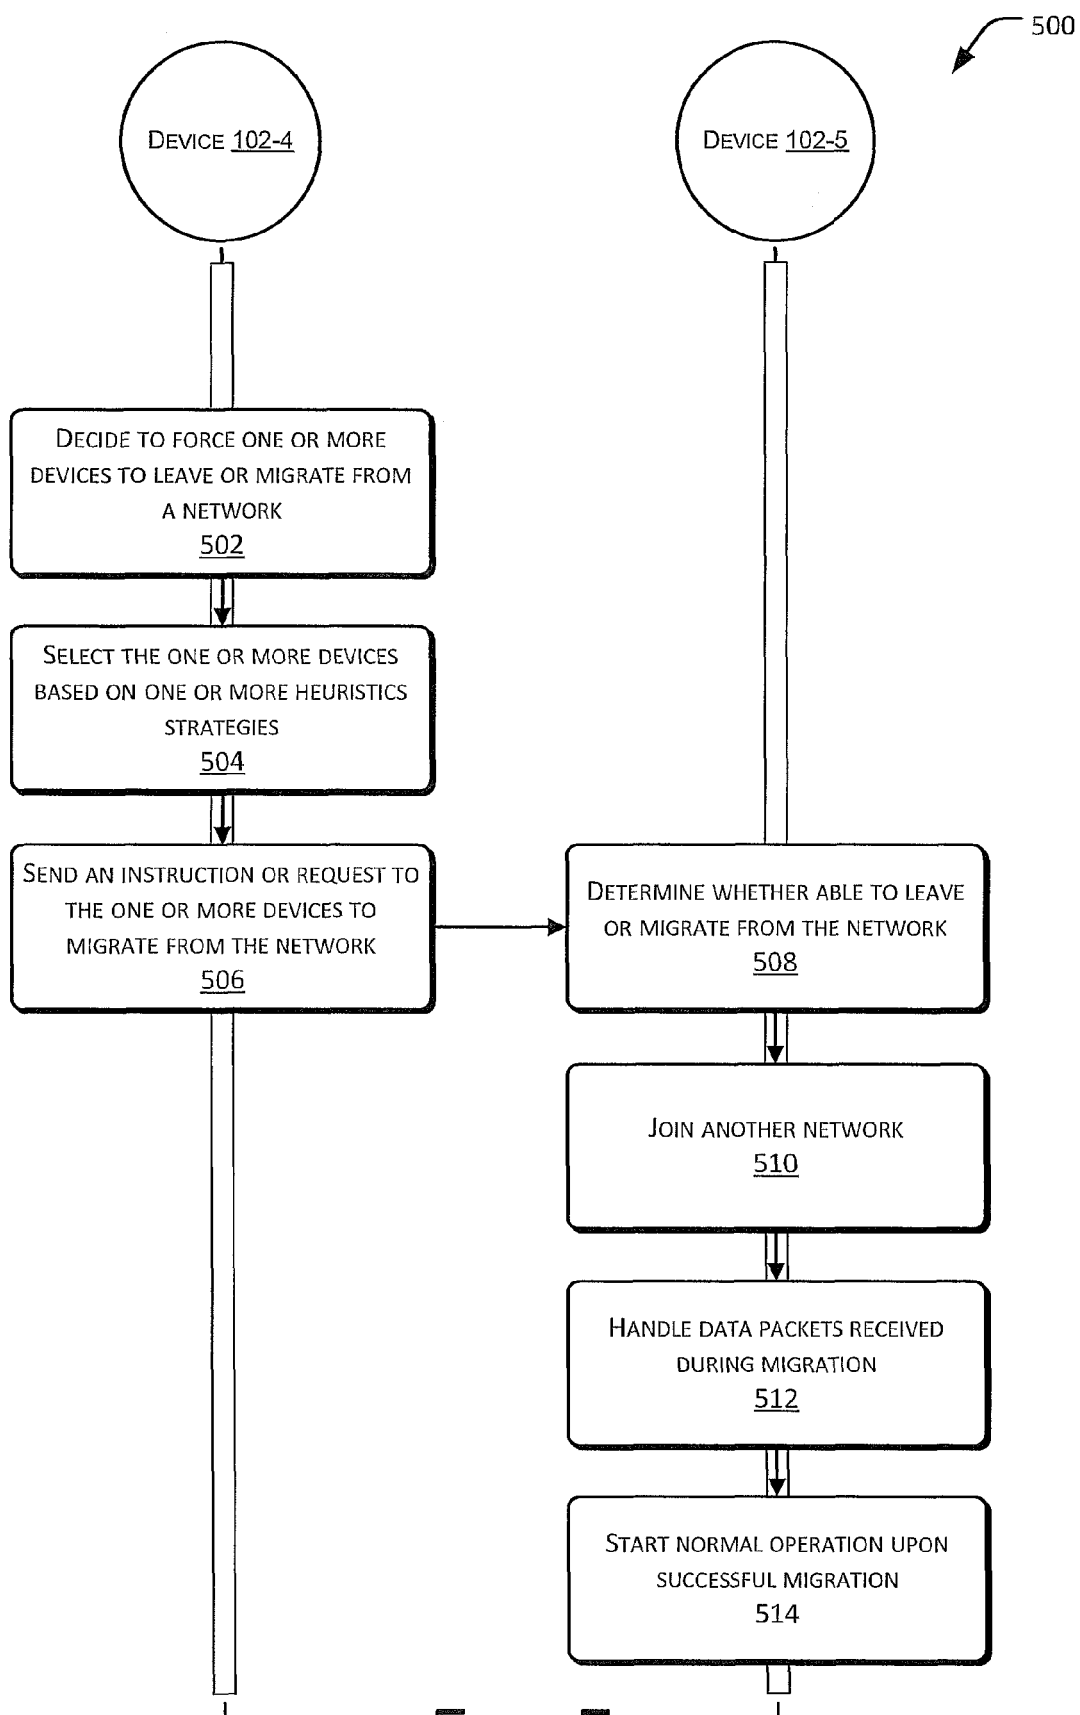 500
DEVICE 102-4
DEVICE 102-5
DECIDE TO FORCE ONE OR MORE
DEVICES TO LEAVE OR MIGRATE FROM
A NETWORK
502
SELECT THE ONE OR MORE DEVICES
BASED ON ONE OR MORE HEURISTICS
STRATEGIES
504
SEND AN INSTRUCTION OR REQUEST TO
THE ONE OR MORE DEVICES TO
MIGRATE FROM THE NETWORK
506
DETERMINE WHETHER ABLE TO LEAVE
OR MIGRATE FROM THE NETWORK
508
JOIN ANOTHER NETWORK
510
HANDLE DATA PACKETS RECEIVED
DURING MIGRATION
512
START NORMAL OPERATION UPON
SUCCESSFUL MIGRATION
514